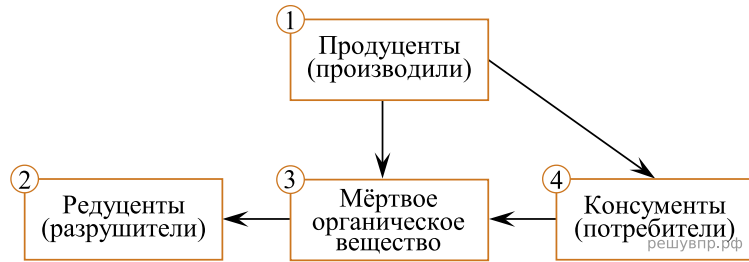 1
Продуценты
(производили)
2
Редуценты
(разрушители)
3
Мёртвое
органическое
вещество
4
Консументы
(потребители)
решувпр.рф